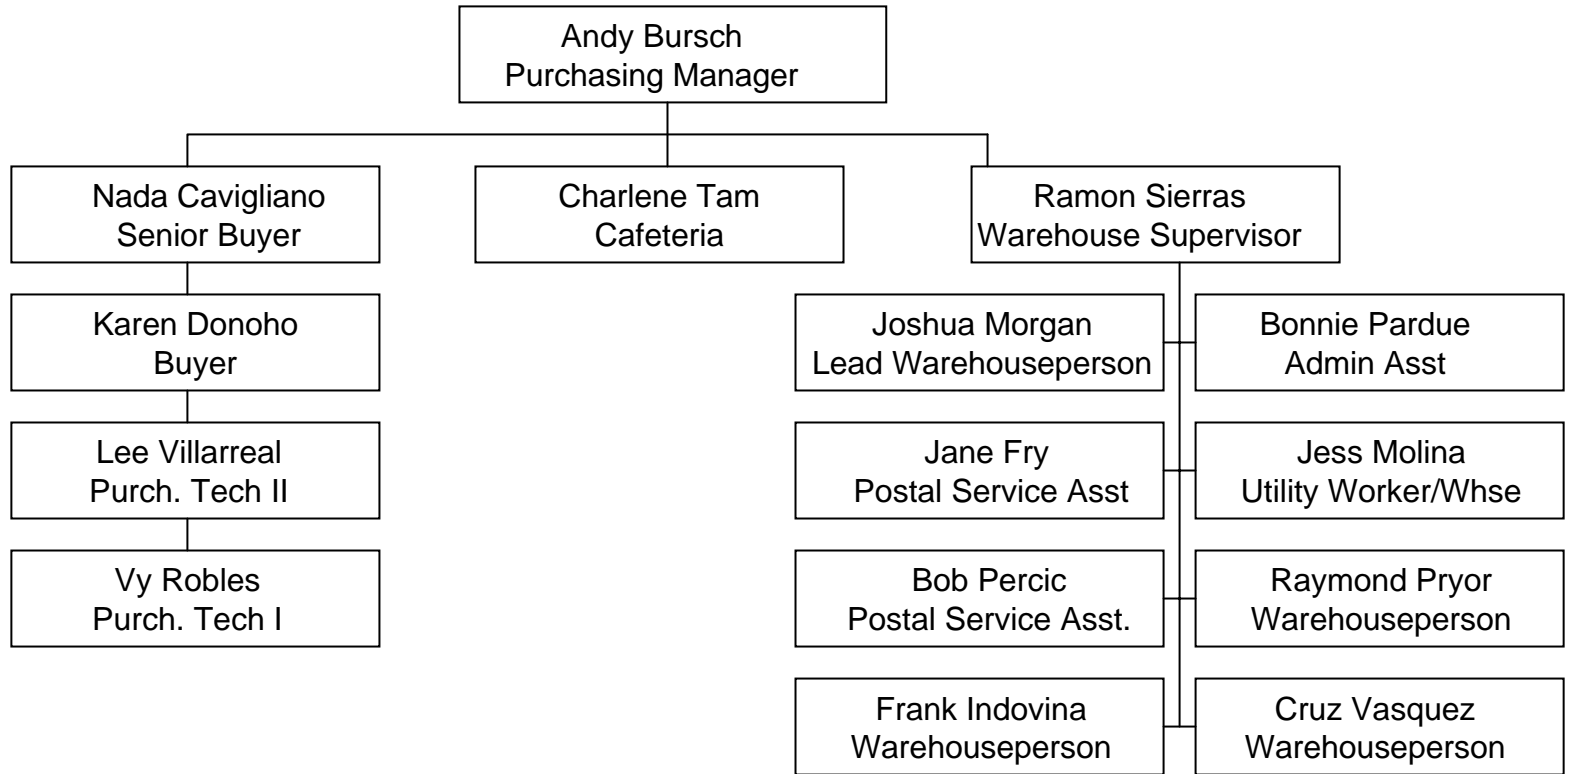 Andy Bursch
Purchasing Manager
Nada Cavigliano
Senior Buyer
Charlene Tam
Cafeteria
Ramon Sierras
Warehouse Supervisor
Karen Donoho
Buyer
Lee Villarreal
Purch. Tech II
Vy Robles
Purch. Tech I
Joshua Morgan
Lead Warehouseperson
Bonnie Pardue
Admin Asst
Jane Fry
Postal Service Asst
Jess Molina
Utility Worker/Whse
Bob Percic
Postal Service Asst.
Raymond Pryor
Warehouseperson
Frank Indovina
Warehouseperson
Cruz Vasquez
Warehouseperson